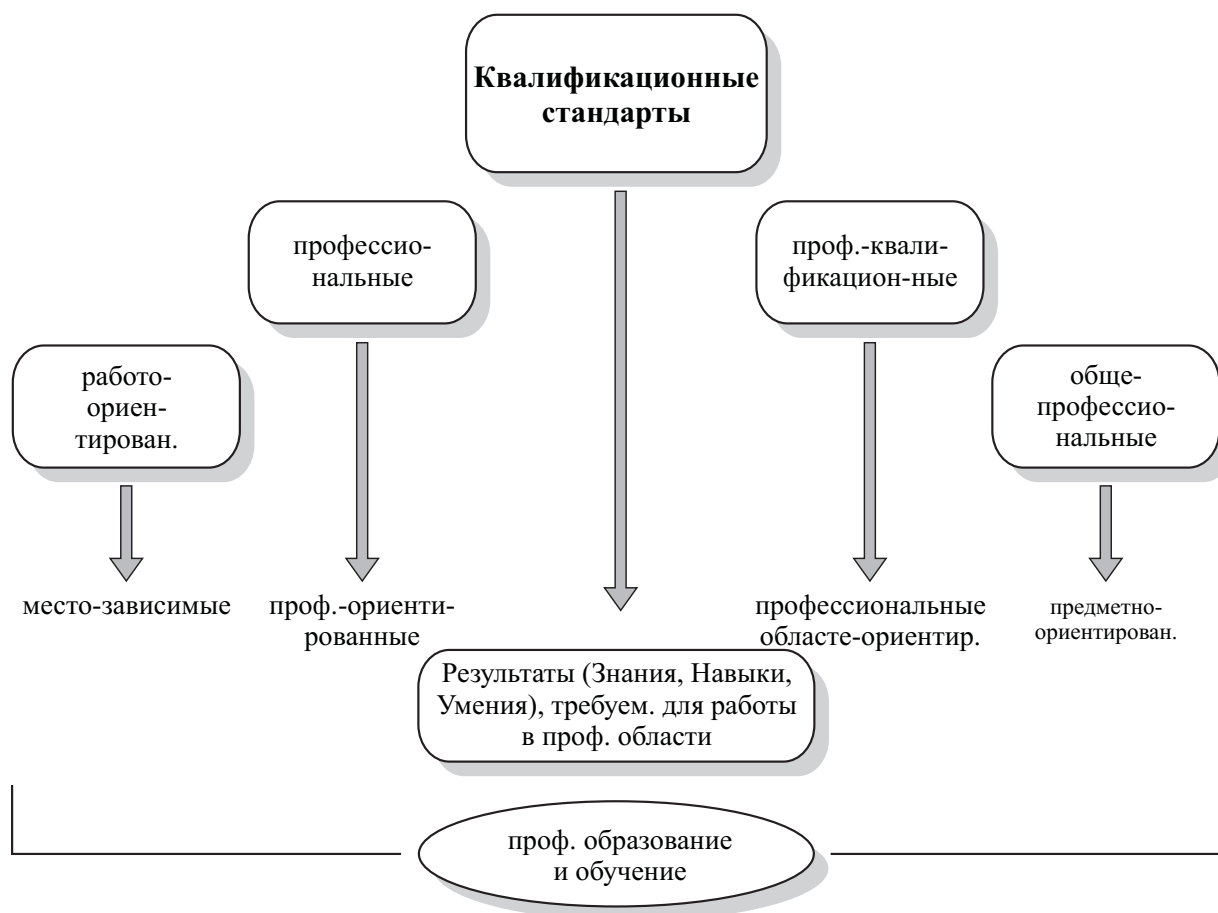 Квалификационные
стандарты
профессио-
нальные
проф.-квали-
фикацион-ные
работо-
ориен-
тирован.
обще-
профессио-
нальные
место-зависимые
проф.-ориенти-
рованные
профессиональные
областе-ориентир.
предметно-
ориентирован.
Результаты (Знания, Навыки,
Умения), требуем. для работы
в проф. области
проф. образование
и обучение